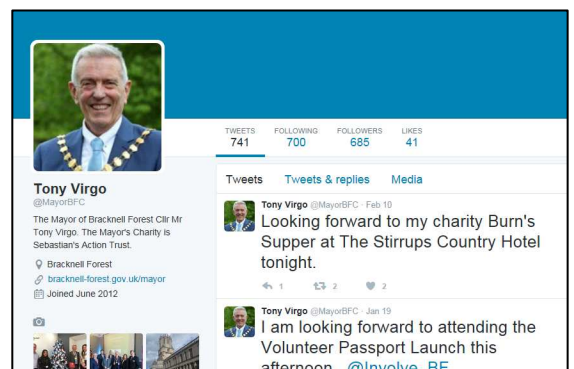 TWEETS FOLLOWING FOLLOWERS LIKES
741 700 685 41
Tony Virgo
@MayorBFC
The Mayor of Bracknell Forest Cllr Mr
Tony Virgo. The Mayor's Charity is
Sebastian's Action Trust.
Bracknell Forest
bracknell-forest.gov.uk/mayor
Joined June 2012
Tweets Tweets & replies Media
Tony Virgo @MayorBFC · Feb 10
Looking forward to my charity Burn's
Supper at The Stirrups Country Hotel
tonight.
1 2 2
Tony Virgo @MayorBFC · Jan 19
I am looking forward to attending the
Volunteer Passport Launch this
afternoon @Involve_BF